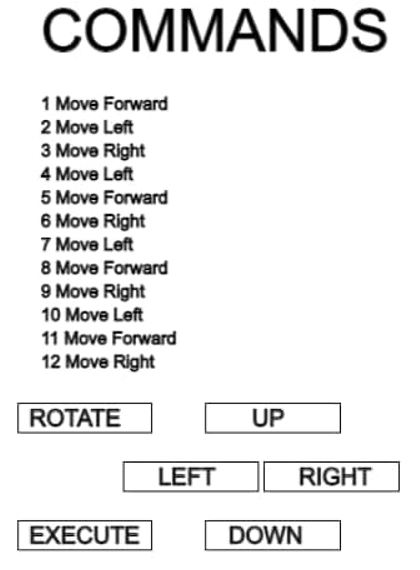 COMMANDS
1 Move Forward
2 Move Left
3 Move Right
4 Move Left
5 Move Forward
6 Move Right
7 Move Left
8 Move Forward
9 Move Right
10 Move Left
11 Move Forward
12 Move Right
ROTATE UP
LEFT RIGHT
EXECUTE DOWN